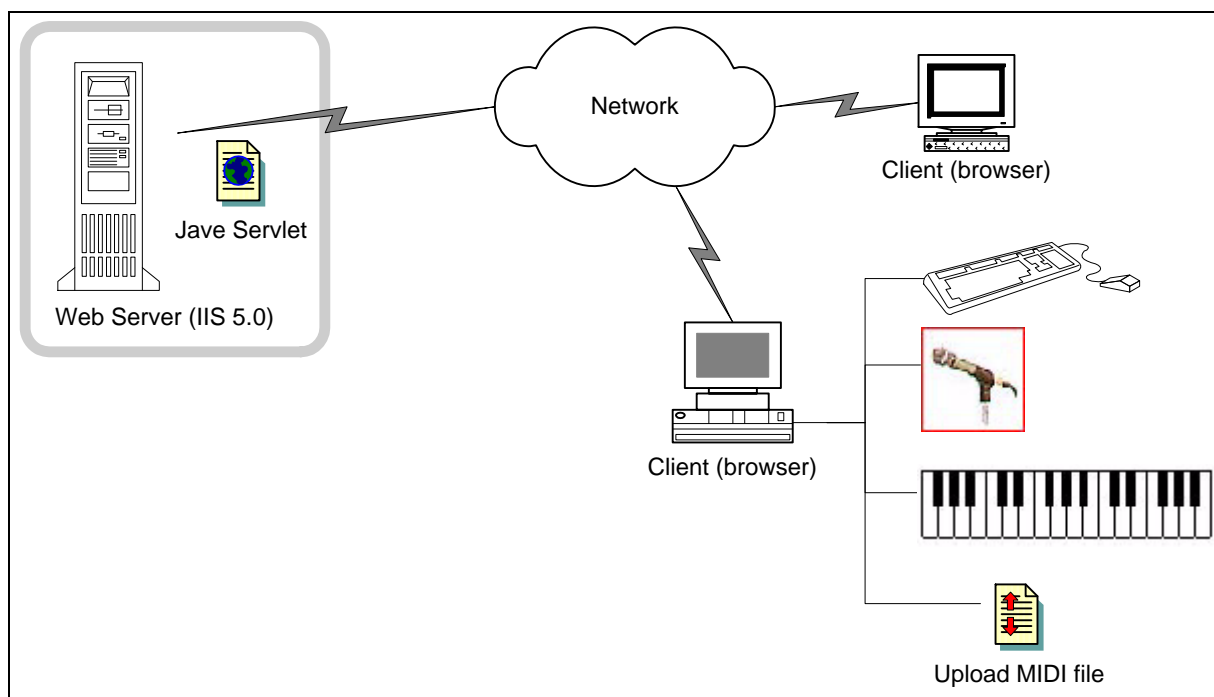 Network
Client (browser)
Jave Servlet
Web Server (IIS 5.0)
Client (browser)
Upload MIDI file